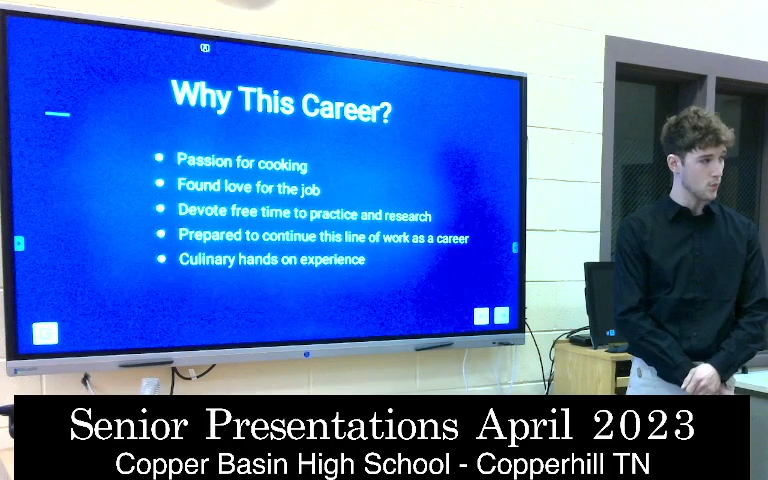 Why This Career?
Passion for cooking
Found love for the job
Devote free time to practice and research
Prepared to continue this line of work as a career
Culinary hands on experience
Senior Presentations April 2023
Copper Basin High School - Copperhill TN